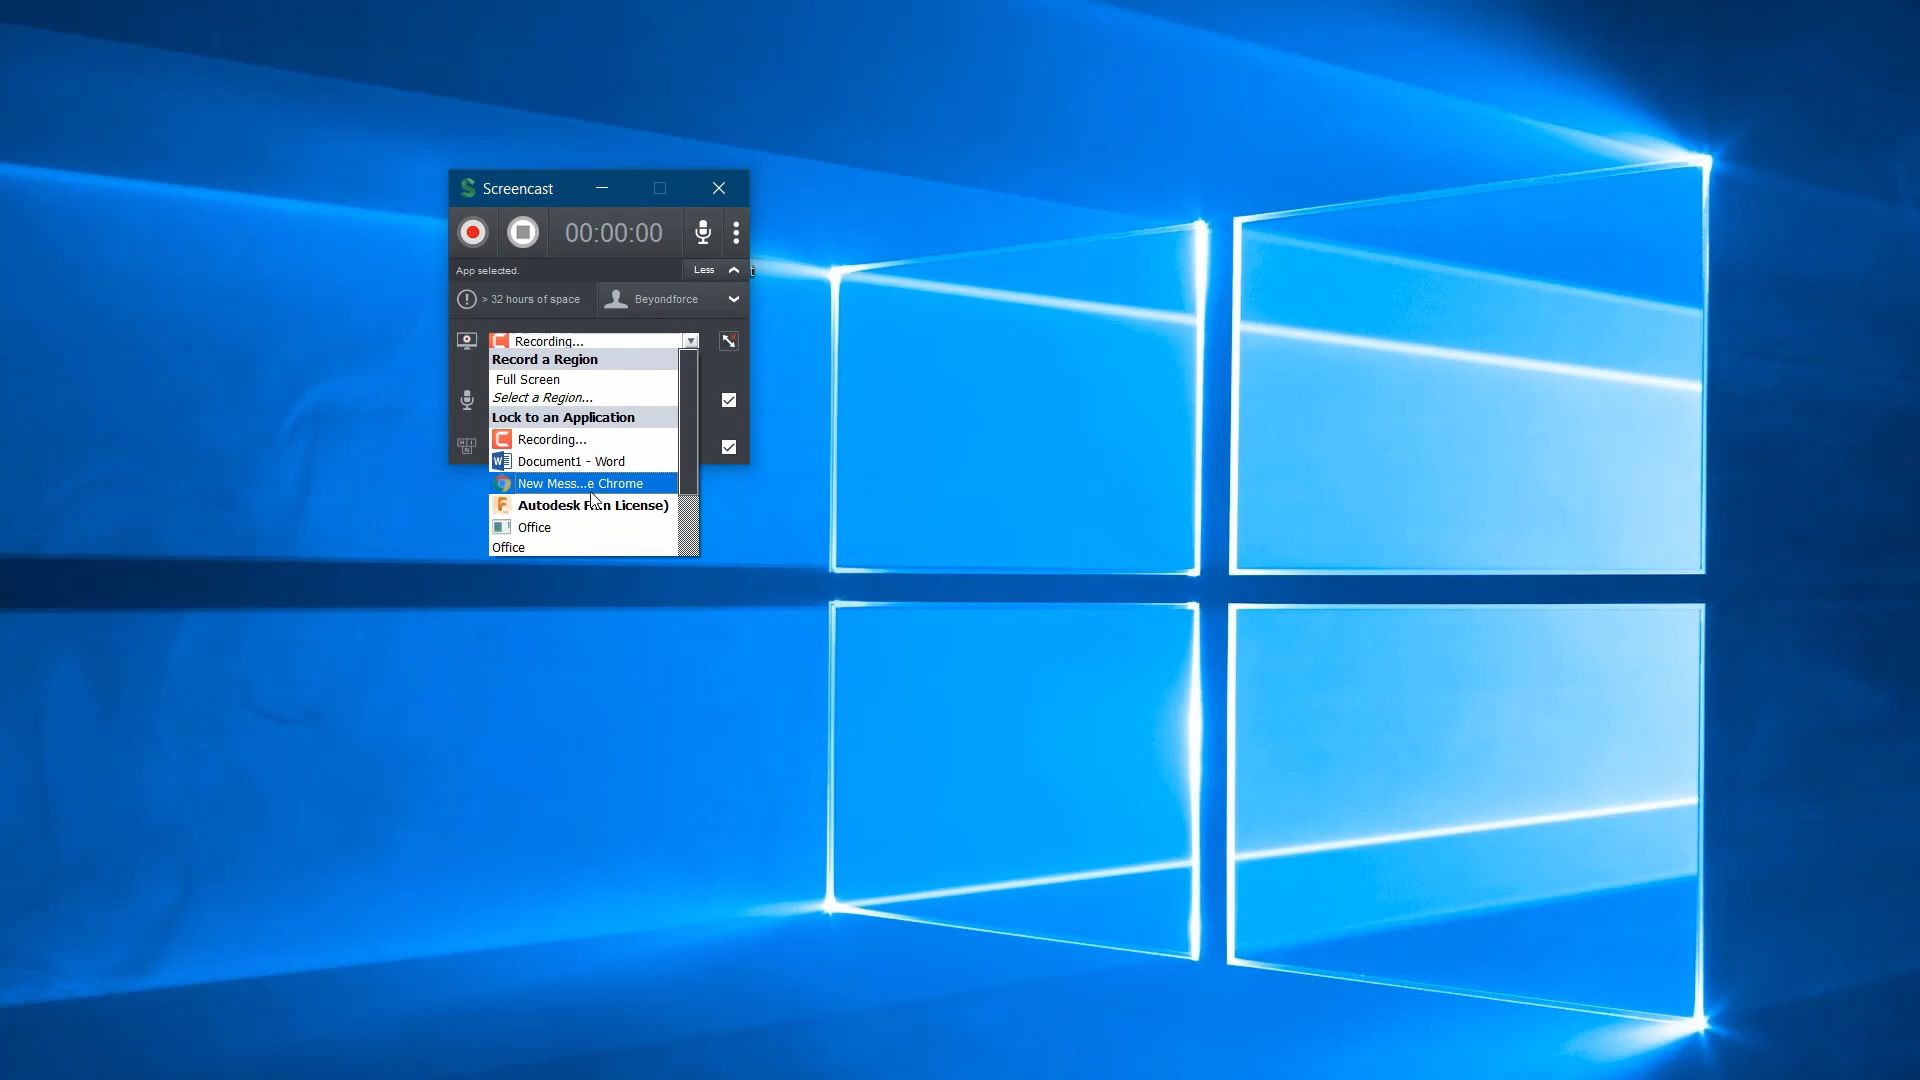 Screencast
00:00:00
App selected.
Less
> 32 hours of space
Beyondforce
Recording...
Record a Region
Full Screen
Select a Region...
Lock to an Application
Recording...
Document1 - Word
New Mess...e Chrome
Autodesk F...n License)
Office
Office